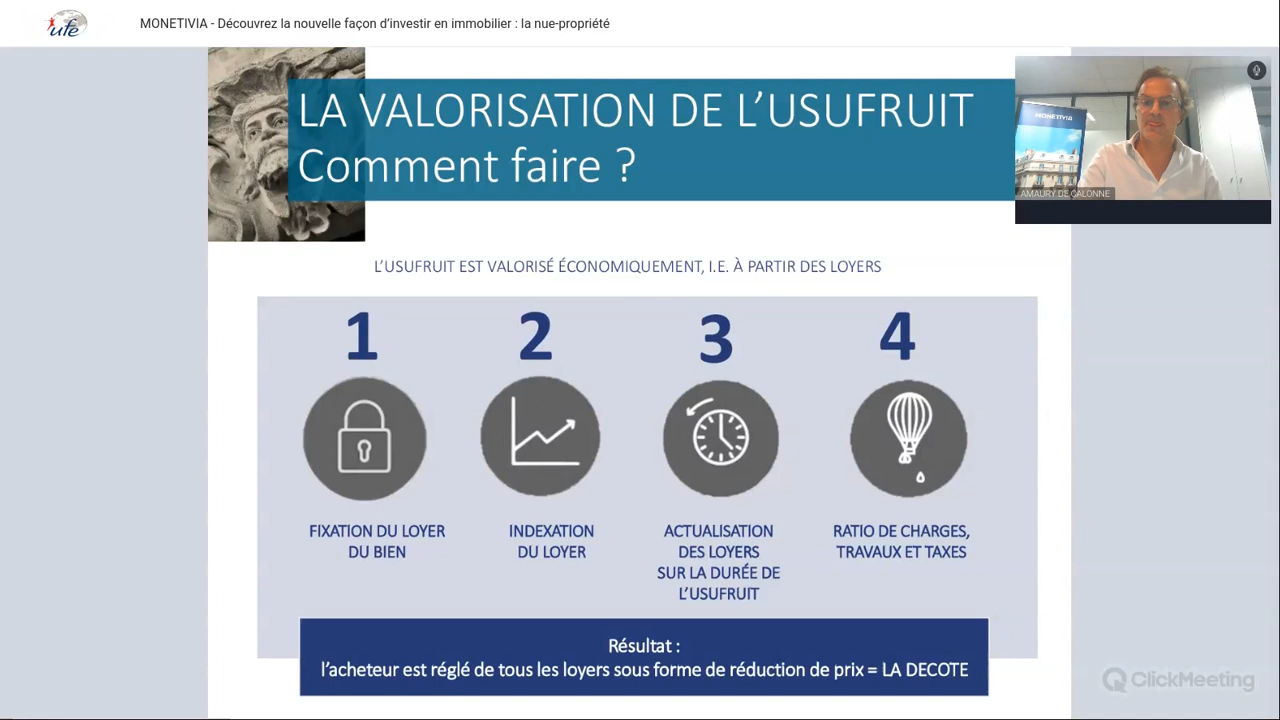 ufe
MONETIVIA - Découvrez la nouvelle façon d'investir en immobilier : la nue-propriété
LA VALORISATION DE L'USUFRUIT
Comment faire ?
MONETIVIA
AMAURY DE CALONNE
L'USUFRUIT EST VALORISÉ ÉCONOMIQUEMENT, I.E. À PARTIR DES LOYERS
1
2
3
4
FIXATION DU LOYER
DU BIEN
INDEXATION
DU LOYER
ACTUALISATION
DES LOYERS
SUR LA DURÉE DE
L'USUFRUIT
RATIO DE CHARGES,
TRAVAUX ET TAXES
Résultat :
l'acheteur est réglé de tous les loyers sous forme de réduction de prix = LA DECOTE
ClickMeeting